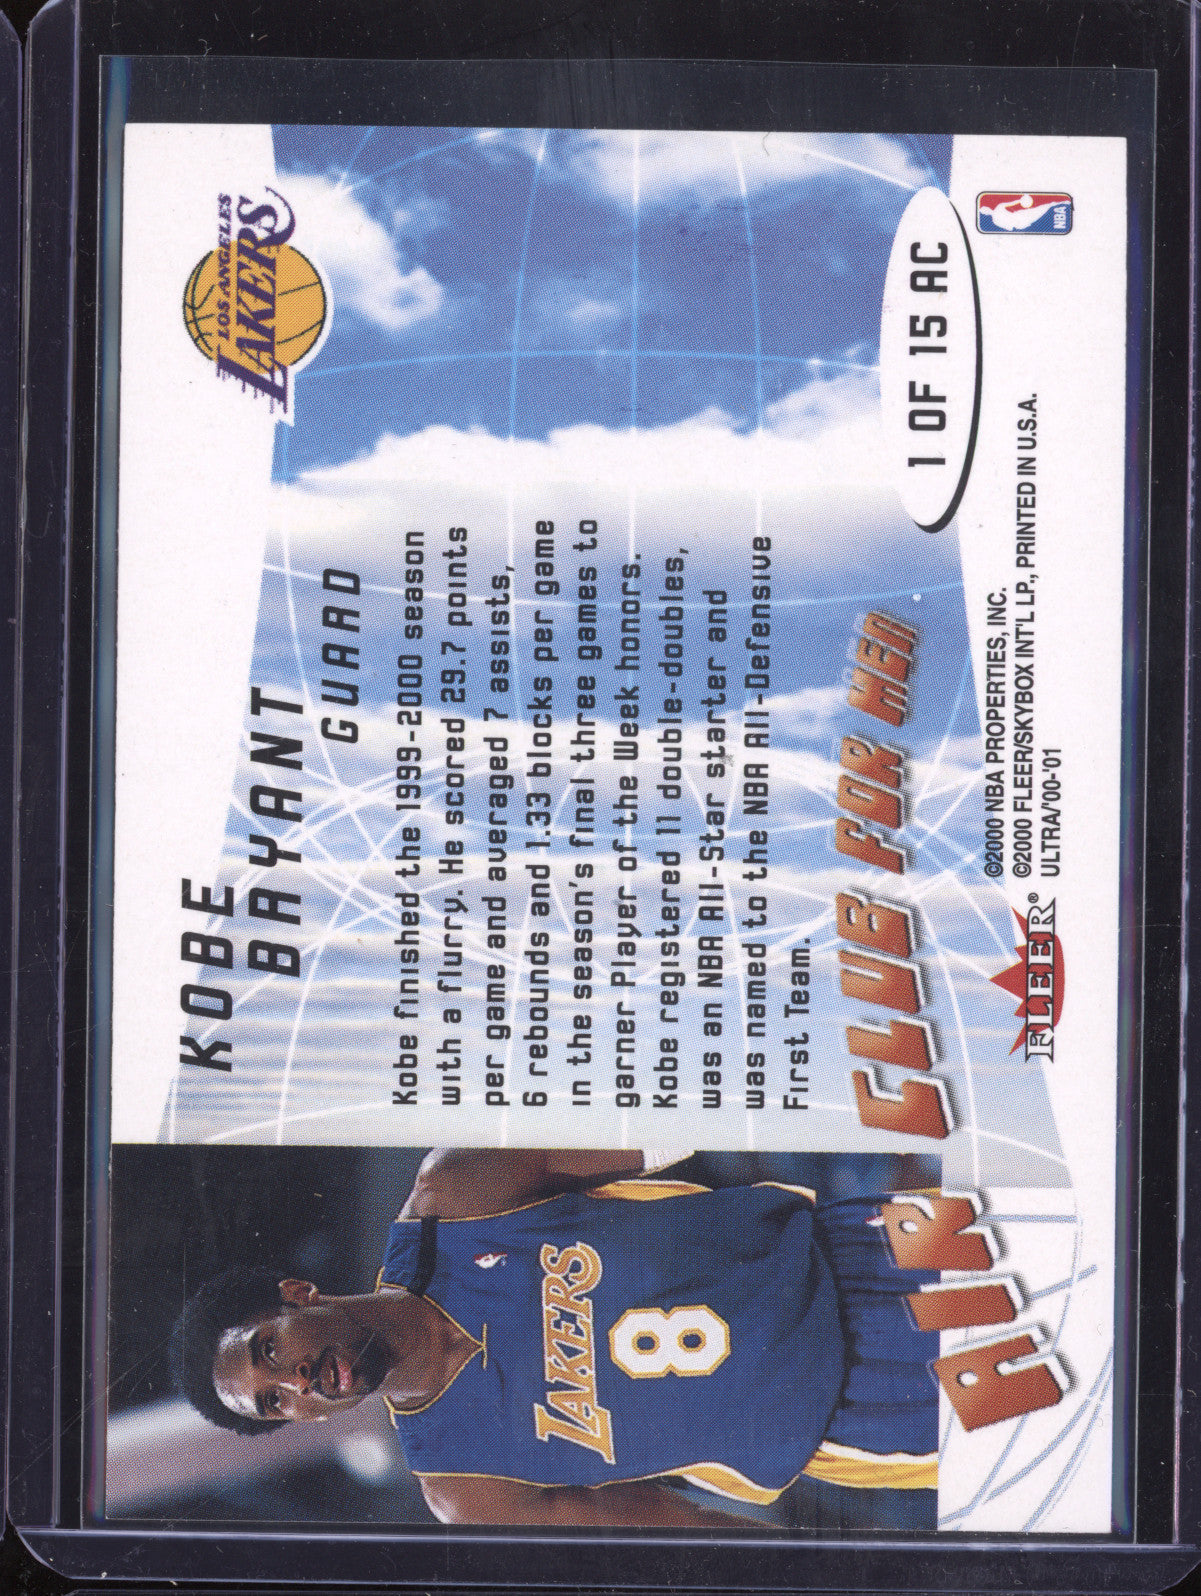 KOBE
BRYANT
GUARD
LOS ANGELES
LAKERS
Kobe finished the 1999-2000 season
with a flurry. He scored 29.7 points
per game and averaged 7 assists,
6 rebounds and 1.33 blocks per game
in the season's final three games to
garner Player of the Week honors.
Kobe registered 11 double-doubles,
was an NBA All-Star starter and
was named to the NBA All-Defensive
First Team.
LAKERS
8
AIR CLUB FOR MEN
1 OF 15 AC
FLEER®
©2000 NBA PROPERTIES, INC.
©2000 FLEER/SKYBOX INT'L LP., PRINTED IN U.S.A.
ULTRA/'00-'01
NBA